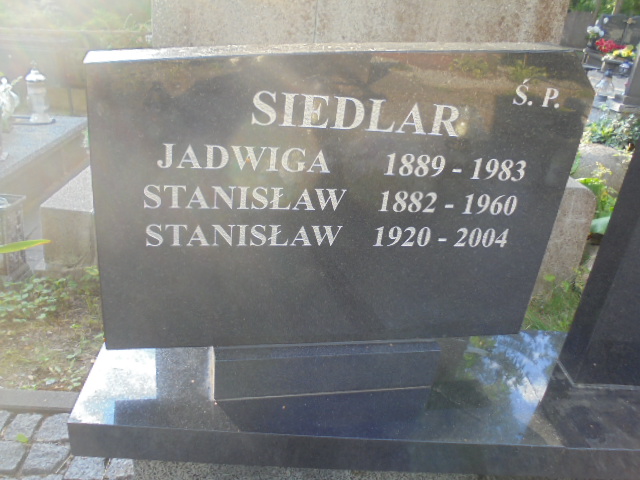 Ś. P.
SIEDLAR
JADWIGA 1889 - 1983
STANISŁAW 1882 - 1960
STANISŁAW 1920 - 2004